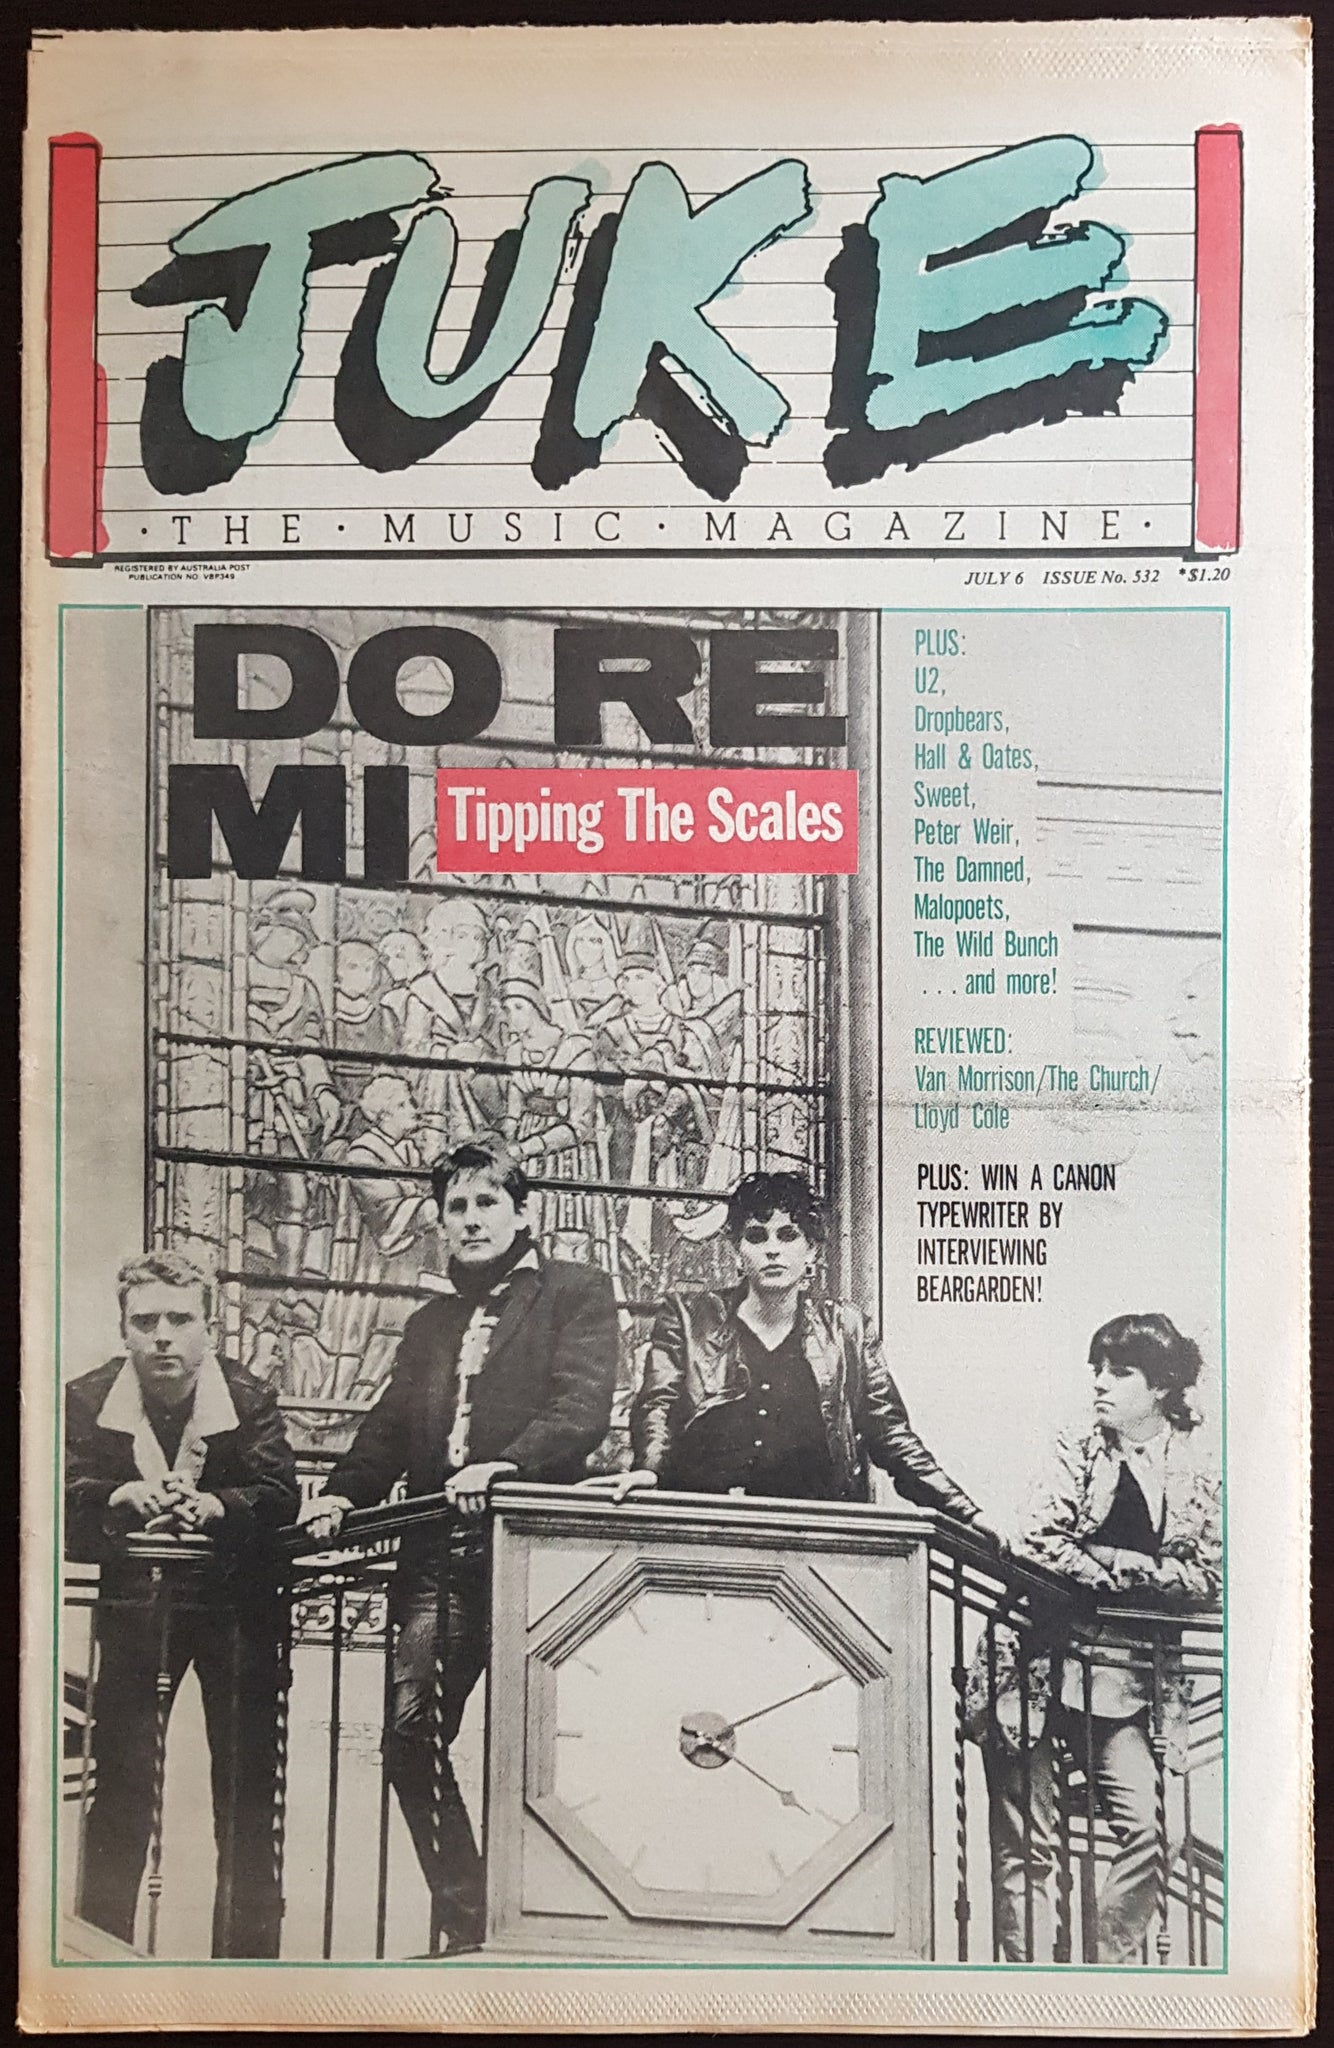 JUKE
· THE · MUSIC · MAGAZINE ·
REGISTERED BY AUSTRALIA POST
PUBLICATION NO. VBP349
JULY 6 ISSUE No. 532 *$1.20
DO RE
MI
Tipping The Scales
PLUS:
U2,
Dropbears,
Hall & Oates,
Sweet,
Peter Weir,
The Damned,
Malopoets,
The Wild Bunch
. . . and more!
REVIEWED:
Van Morrison/The Church/
Lloyd Cole
PLUS: WIN A CANON
TYPEWRITER BY
INTERVIEWING
BEARGARDEN!